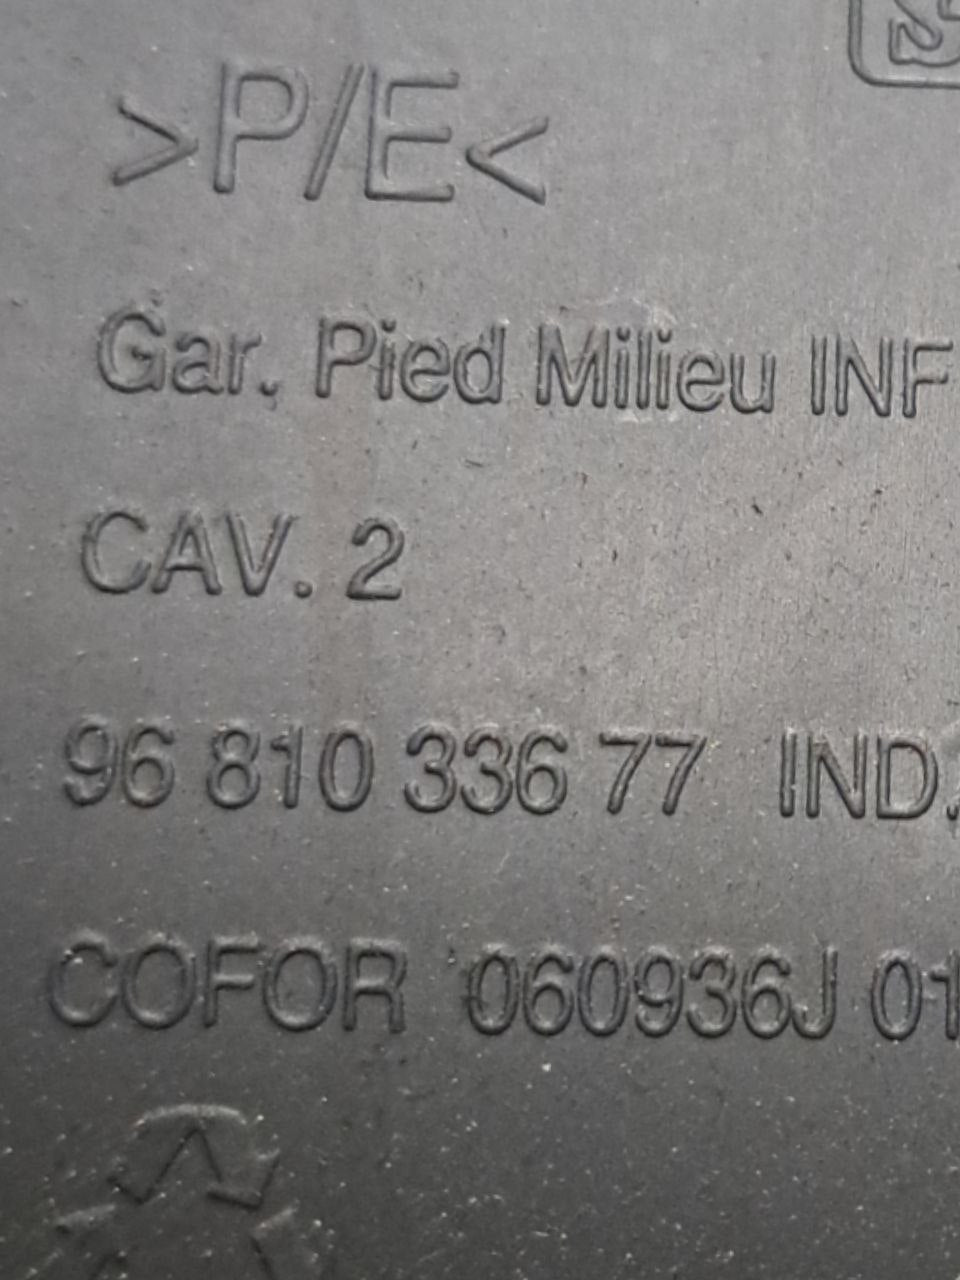 >P/E<
Gar. Pied Milieu INF
CAV. 2
96 810 336 77 IND.
COFOR 060936J 01